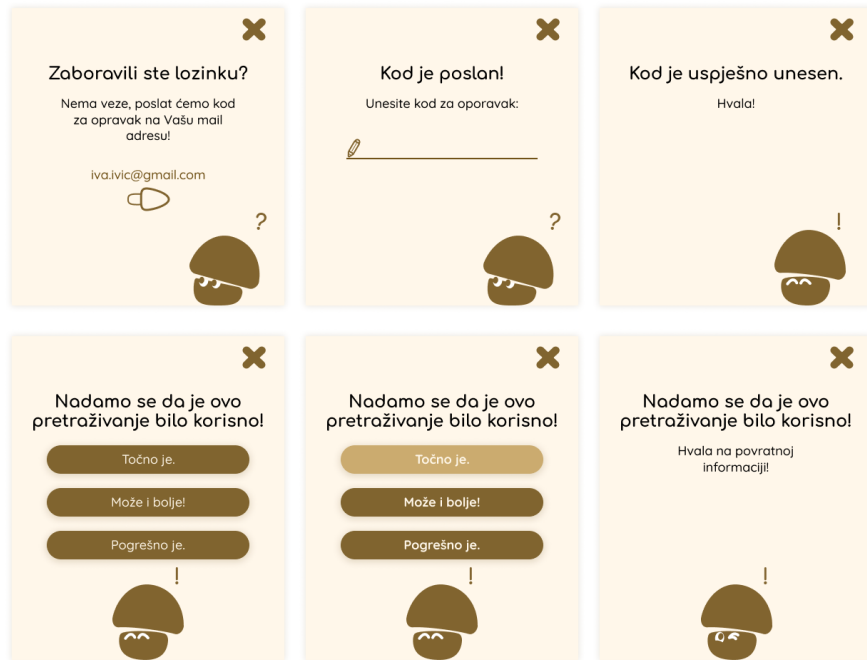 Zaboravili ste lozinku?
Nema veze, poslat ćemo kod
za opravak na Vašu mail
adresu!
iva.ivic@gmail.com
?
Kod je poslan!
Unesite kod za oporavak:
?
Kod je uspješno unesen.
Hvala!
!
Nadamo se da je ovo
pretraživanje bilo korisno!
Točno je.
Može i bolje!
Pogrešno je.
!
Nadamo se da je ovo
pretraživanje bilo korisno!
Točno je.
Može i bolje!
Pogrešno je.
!
Nadamo se da je ovo
pretraživanje bilo korisno!
Hvala na povratnoj
informaciji!
!